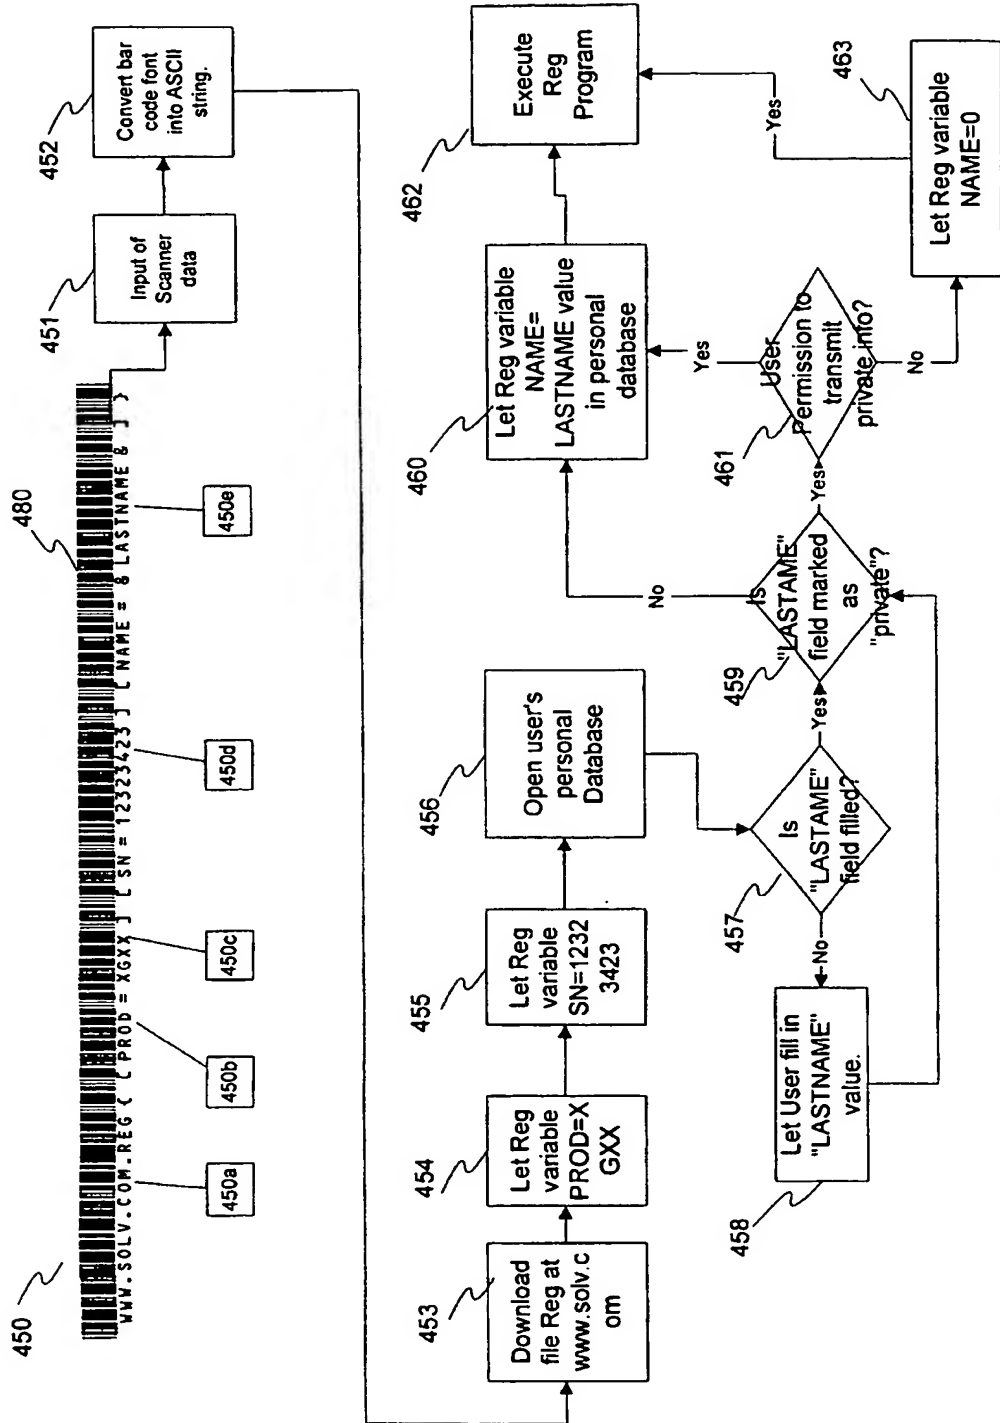 450
480
WWW.SOLV.COM.REG { [ PROD = XGXX ] [ SN = 12323423 ] [ NAME = & LASTNAME & ] }
450a
450b
450c
450d
450e
451
Input of
Scanner
data
452
Convert bar
code font
into ASCII
string.
453
Download
file Reg at
www.solv.c
om
454
Let Reg
variable
PROD=X
GXX
455
Let Reg
variable
SN=1232
3423
456
Open user's
personal
Database
457
Is
"LASTAME"
field filled?
No
Yes
458
Let User fill in
"LASTNAME"
value.
459
Is
"LASTAME"
field marked
as
"private"?
No
Yes
460
Let Reg variable
NAME=
LASTNAME value
in personal
database
461
User
Permission to
transmit
private info?
Yes
No
462
Execute
Reg
Program
Yes
463
Let Reg variable
NAME=0